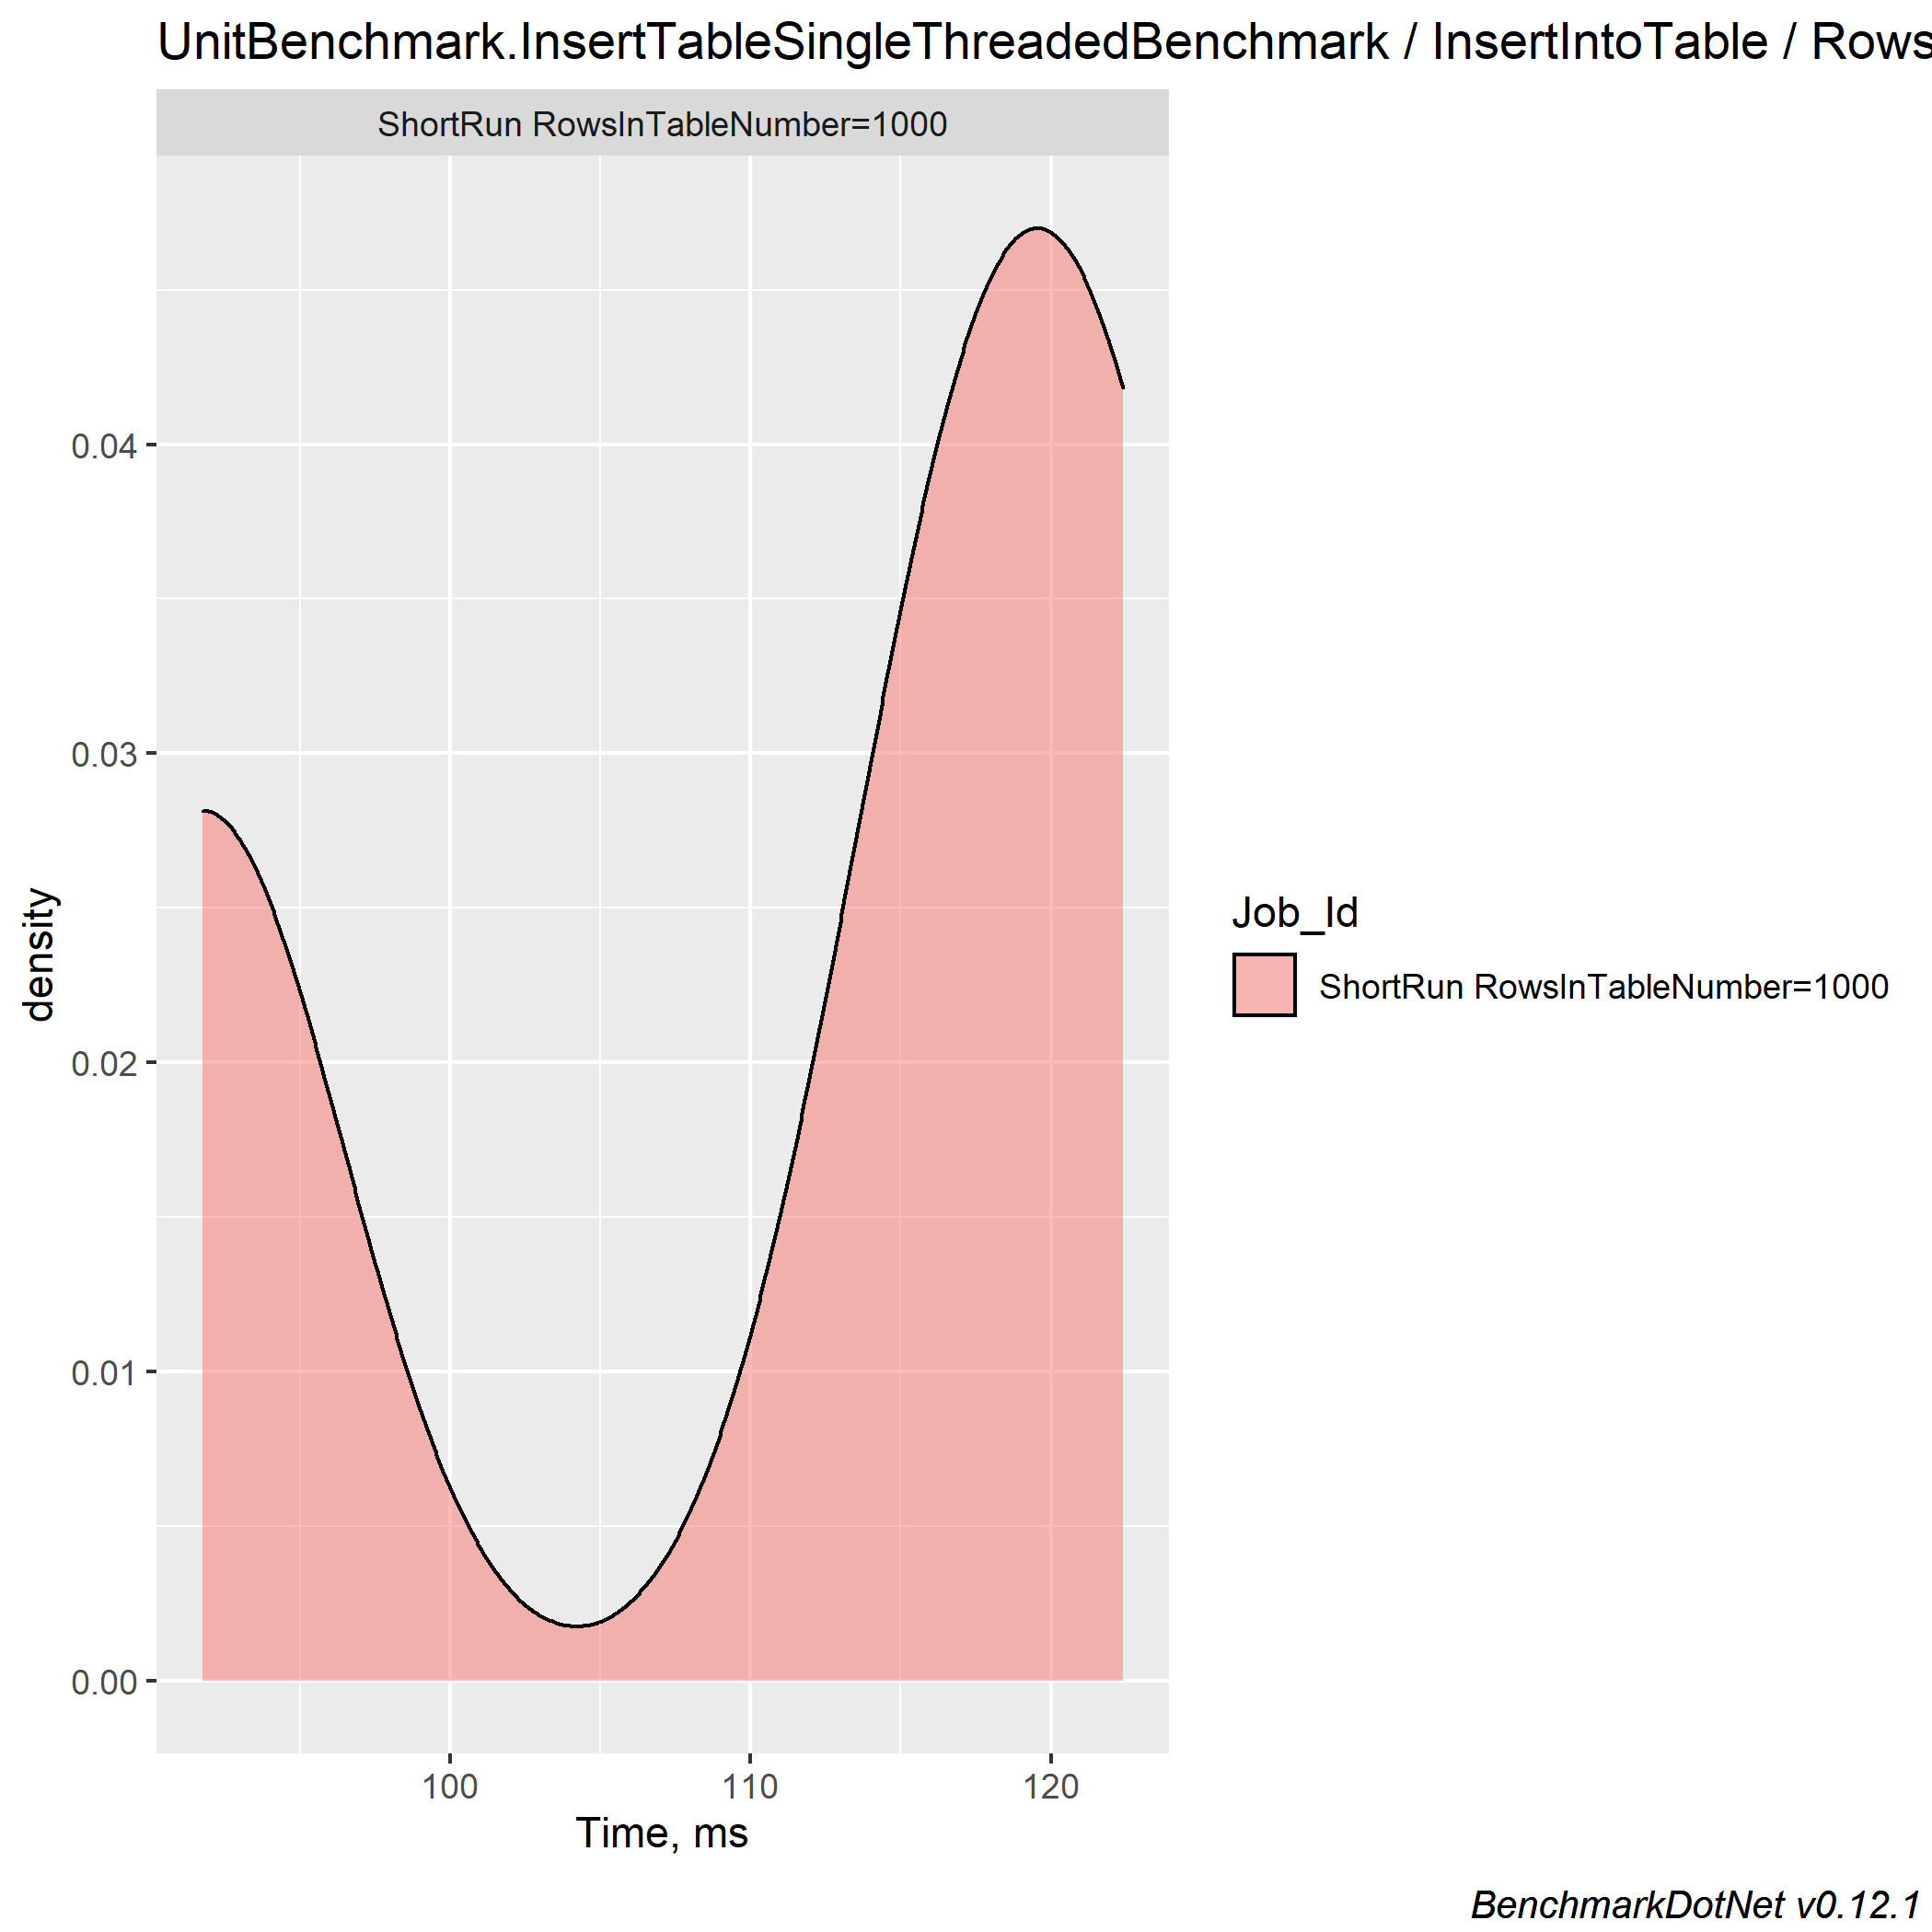 UnitBenchmark.InsertTableSingleThreadedBenchmark / InsertIntoTable / Rows
ShortRun RowsInTableNumber=1000
0.04
0.03
0.02
0.01
0.00
density
100 110 120
Time, ms
Job_Id
ShortRun RowsInTableNumber=1000
BenchmarkDotNet v0.12.1